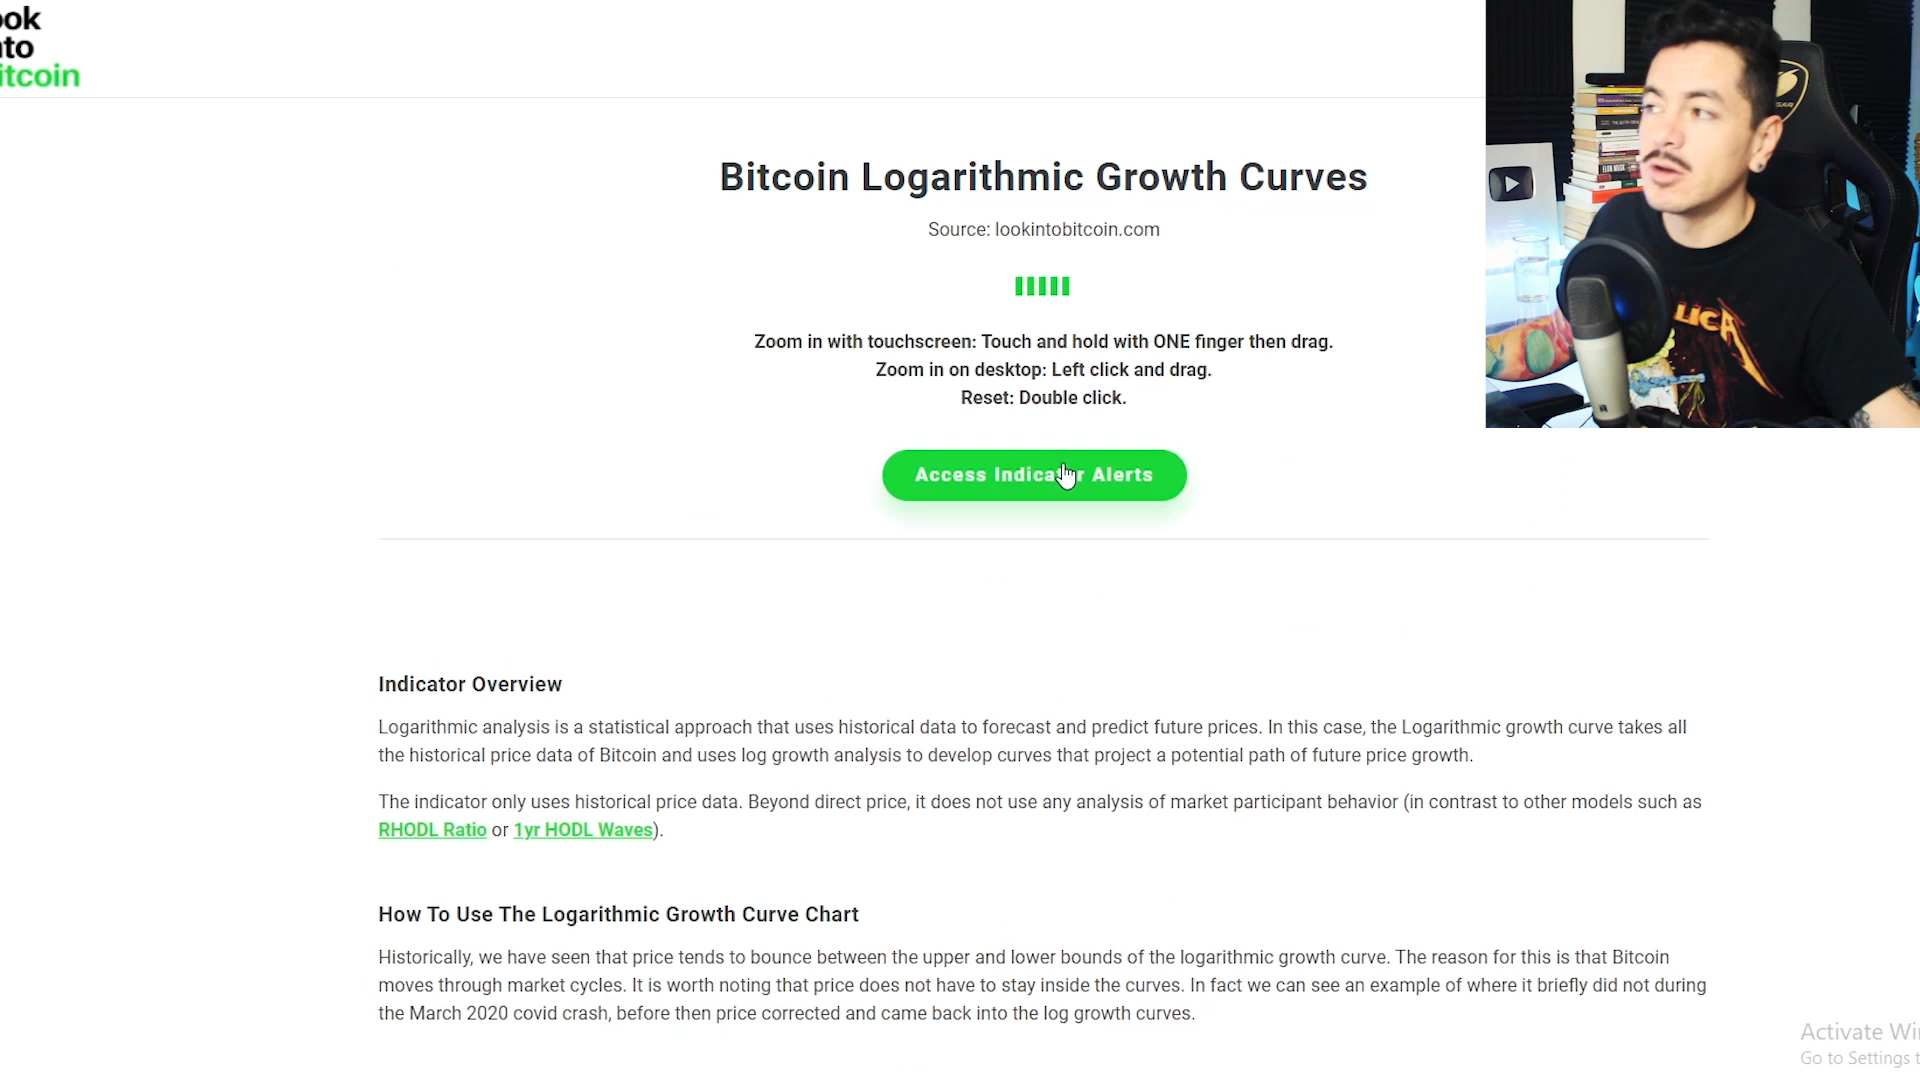 ook
to
itcoin
Bitcoin Logarithmic Growth Curves
Source: lookintobitcoin.com
Zoom in with touchscreen: Touch and hold with ONE finger then drag.
Zoom in on desktop: Left click and drag.
Reset: Double click.
Access Indicator Alerts
Indicator Overview
Logarithmic analysis is a statistical approach that uses historical data to forecast and predict future prices. In this case, the Logarithmic growth curve takes all
the historical price data of Bitcoin and uses log growth analysis to develop curves that project a potential path of future price growth.
The indicator only uses historical price data. Beyond direct price, it does not use any analysis of market participant behavior (in contrast to other models such as
RHODL Ratio or 1yr HODL Waves).
How To Use The Logarithmic Growth Curve Chart
Historically, we have seen that price tends to bounce between the upper and lower bounds of the logarithmic growth curve. The reason for this is that Bitcoin
moves through market cycles. It is worth noting that price does not have to stay inside the curves. In fact we can see an example of where it briefly did not during
the March 2020 covid crash, before then price corrected and came back into the log growth curves.
Activate Wi
Go to Settings t
ELON MUSK
LICA